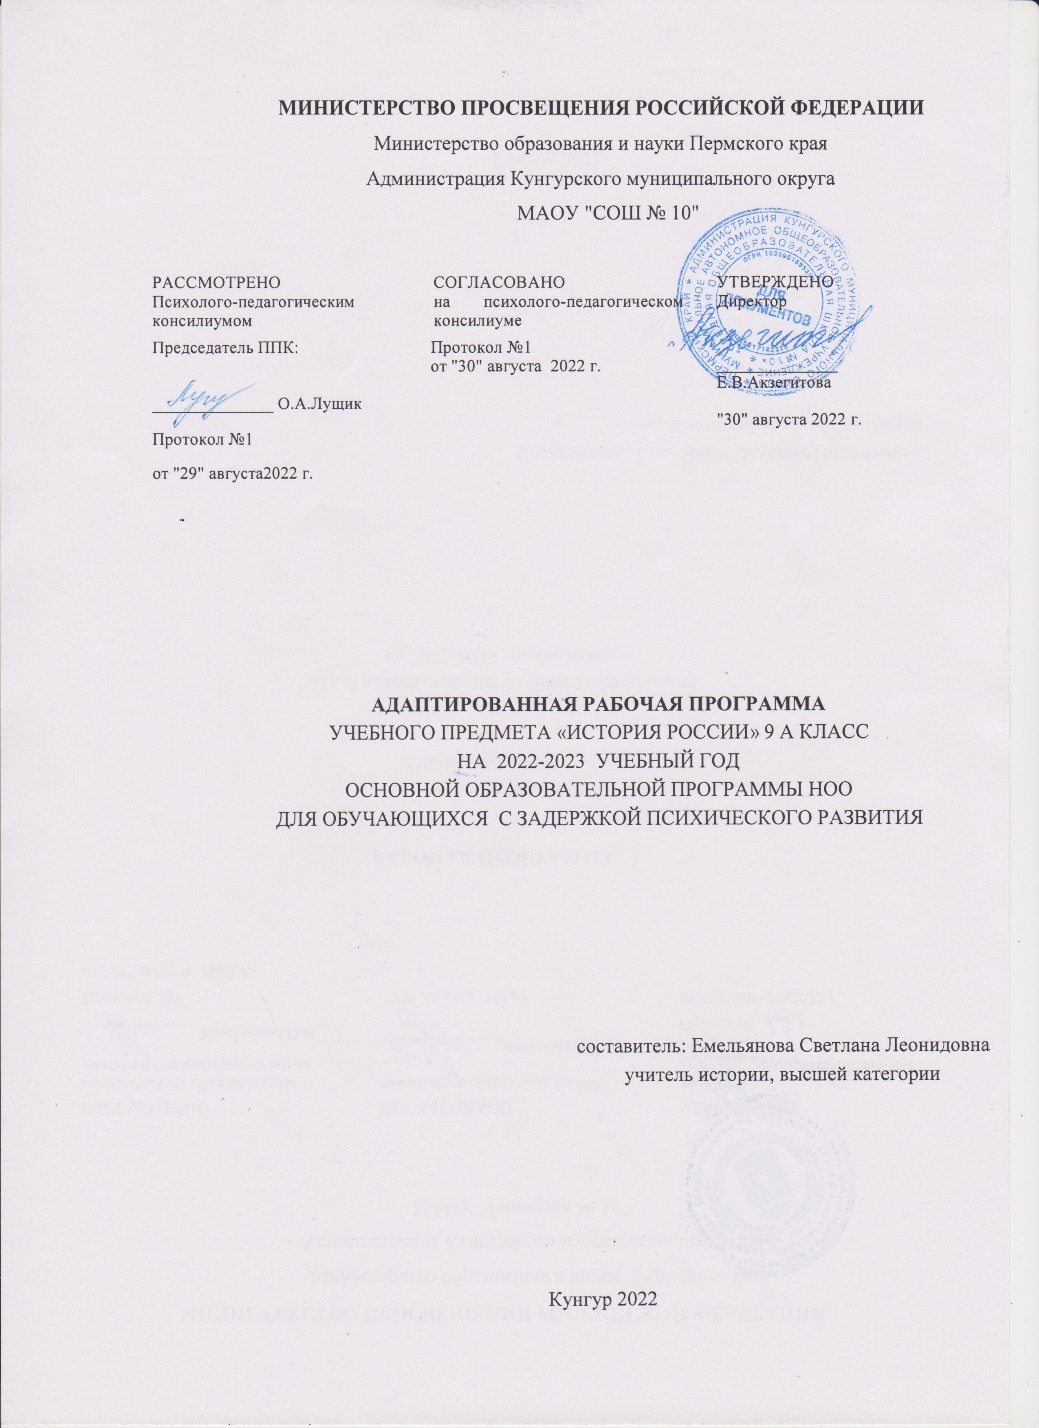 МИНИСТЕРСТВО ПРОСВЕЩЕНИЯ РОССИЙСКОЙ ФЕДЕРАЦИИ
Министерство образования и науки Пермского края
Администрация Кунгурского муниципального округа
МАОУ "СОШ № 10"
РАССМОТРЕНО
Психолого-педагогическим
консилиумом
Председатель ППК:
______________ О.А.Лущик
Протокол №1
от "29" августа2022 г.
СОГЛАСОВАНО
на психолого-педагогическом
консилиуме
Протокол №1
от "30" августа 2022 г.
УТВЕРЖДЕНО
Директор
Е.В.Акзегитова
"30" августа 2022 г.
ДЛЯ
ДОКУМЕНТОВ
АДАПТИРОВАННАЯ РАБОЧАЯ ПРОГРАММА
УЧЕБНОГО ПРЕДМЕТА «ИСТОРИЯ РОССИИ» 9 А КЛАСС
НА 2022-2023 УЧЕБНЫЙ ГОД
ОСНОВНОЙ ОБРАЗОВАТЕЛЬНОЙ ПРОГРАММЫ НОО
ДЛЯ ОБУЧАЮЩИХСЯ С ЗАДЕРЖКОЙ ПСИХИЧЕСКОГО РАЗВИТИЯ
составитель: Емельянова Светлана Леонидовна
учитель истории, высшей категории
Кунгур 2022